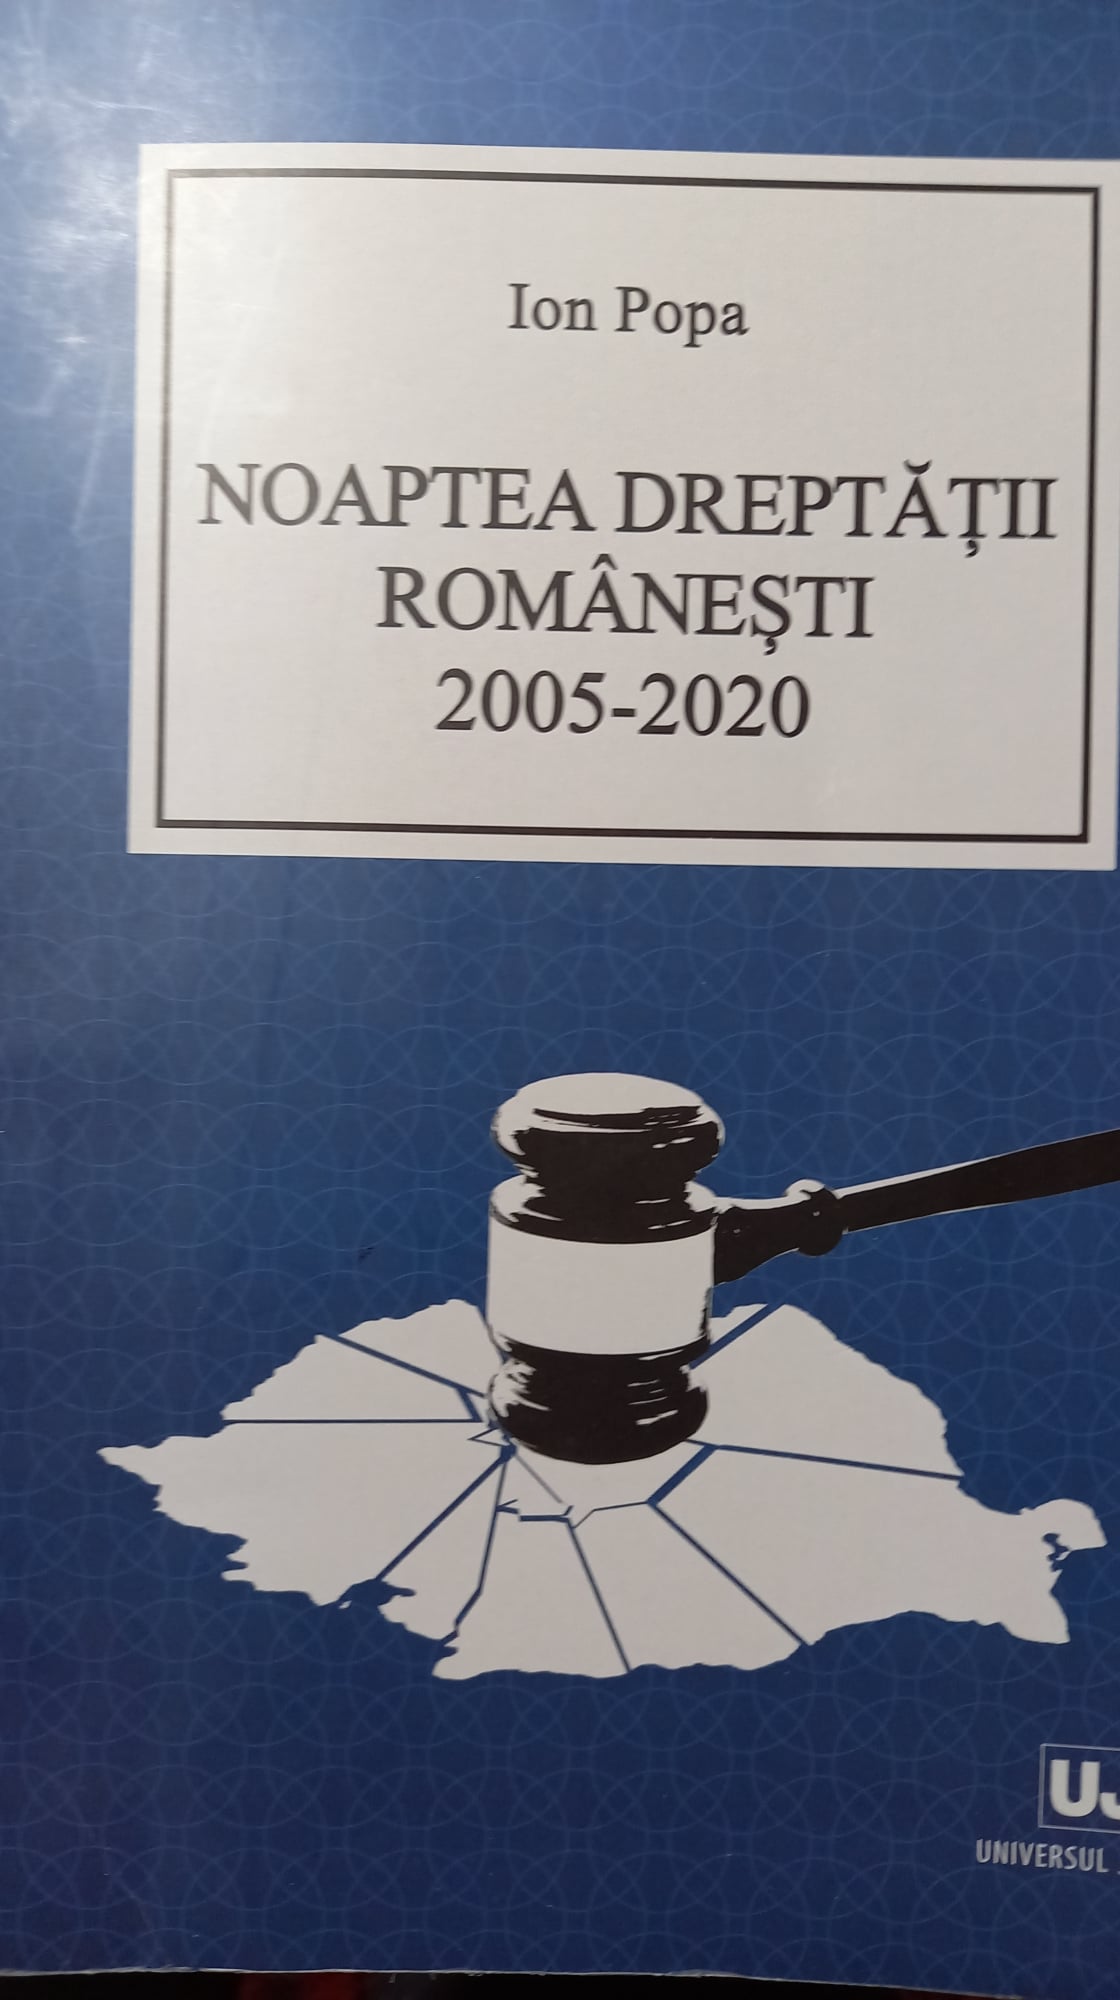 Ion Popa
NOAPTEA DREPTĂȚII
ROMÂNEȘTI
2005-2020
UJ
UNIVERSUL